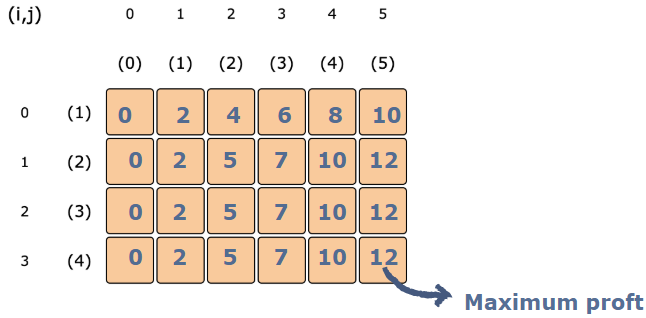 (i,j) 0 1 2 3 4 5
(0) (1) (2) (3) (4) (5)
0 (1) 0 2 4 6 8 10
1 (2) 0 2 5 7 10 12
2 (3) 0 2 5 7 10 12
3 (4) 0 2 5 7 10 12
Maximum proft